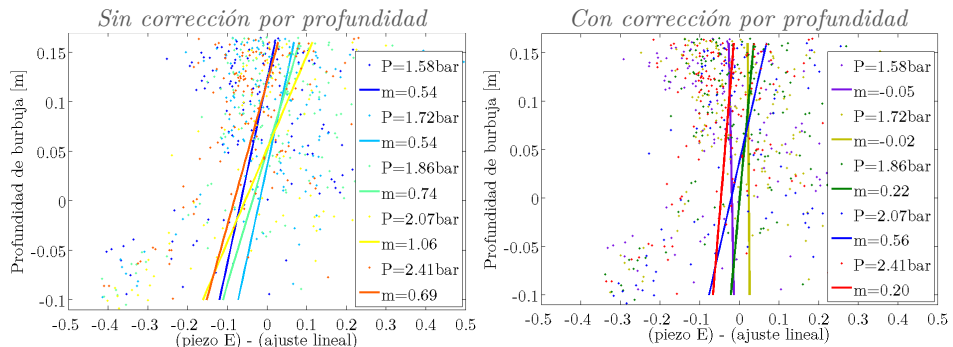 Sin corrección por profundidad
Profundidad de burbuja [m]
0.15
0.1
0.05
0
-0.05
-0.1
P=1.58bar
m=0.54
P=1.72bar
m=0.54
P=1.86bar
m=0.74
P=2.07bar
m=1.06
P=2.41bar
m=0.69
-0.5 -0.4 -0.3 -0.2 -0.1 0 0.1 0.2 0.3 0.4 0.5
(piezo E) - (ajuste lineal)
Con corrección por profundidad
Profundidad de burbuja [m]
0.15
0.1
0.05
0
-0.05
-0.1
P=1.58bar
m=-0.05
P=1.72bar
m=-0.02
P=1.86bar
m=0.22
P=2.07bar
m=0.56
P=2.41bar
m=0.20
-0.5 -0.4 -0.3 -0.2 -0.1 0 0.1 0.2 0.3 0.4 0.5
(piezo E) - (ajuste lineal)